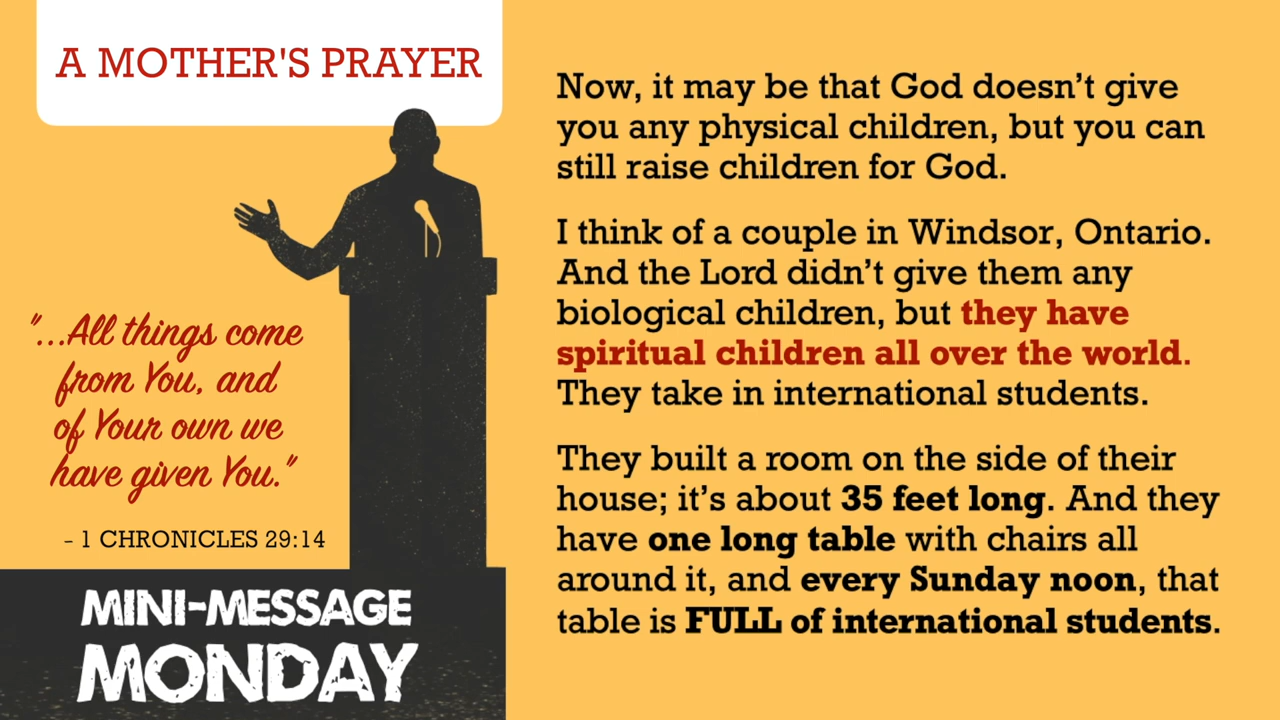 A MOTHER'S PRAYER
"...All things come
from You, and
of Your own we
have given You."
- 1 CHRONICLES 29:14
MINI-MESSAGE
MONDAY
Now, it may be that God doesn’t give
you any physical children, but you can
still raise children for God.
I think of a couple in Windsor, Ontario.
And the Lord didn’t give them any
biological children, but they have
spiritual children all over the world.
They take in international students.
They built a room on the side of their
house; it’s about 35 feet long. And they
have one long table with chairs all
around it, and every Sunday noon, that
table is FULL of international students.